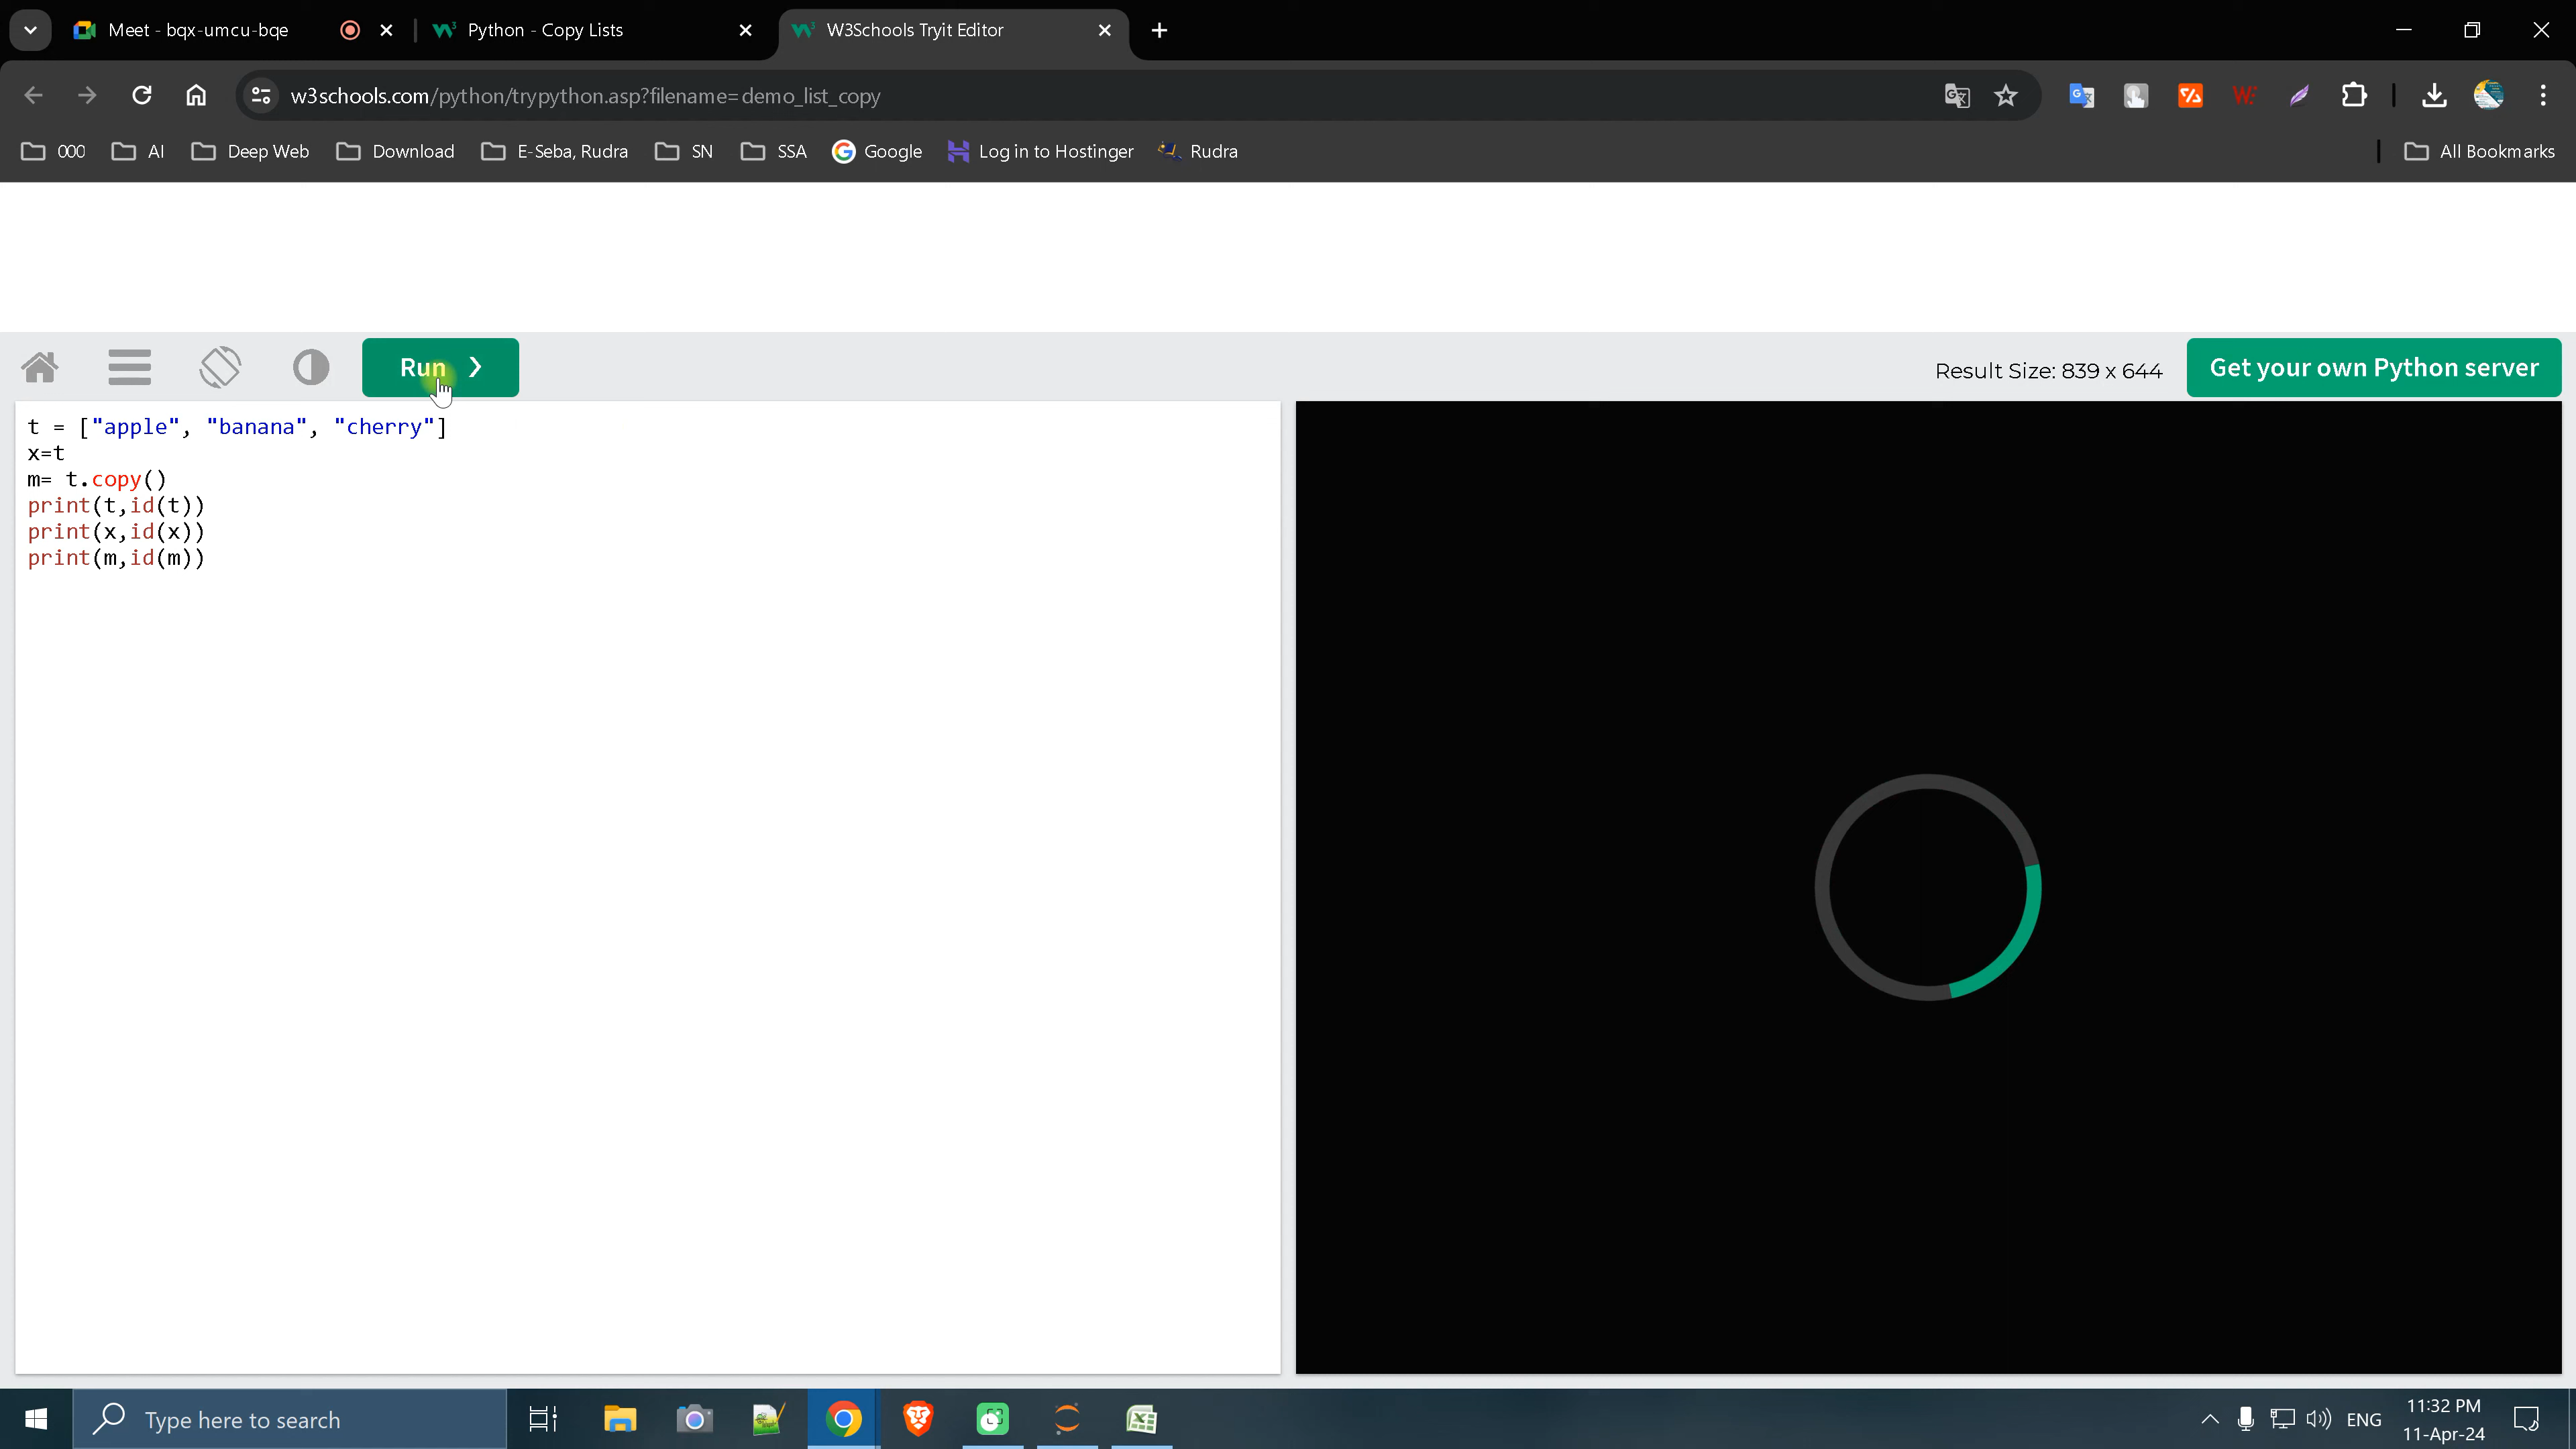 Meet - bqx-umcu-bqe
Python - Copy Lists
W3Schools Tryit Editor
w3schools.com/python/trypython.asp?filename=demo_list_copy
000
AI
Deep Web
Download
E-Seba, Rudra
SN
SSA
Google
Log in to Hostinger
Rudra
All Bookmarks
Run ❯
Result Size: 839 x 644
Get your own Python server
t = ["apple", "banana", "cherry"]
x=t
m= t.copy()
print(t,id(t))
print(x,id(x))
print(m,id(m))
Type here to search
ENG
11:32 PM
11-Apr-24